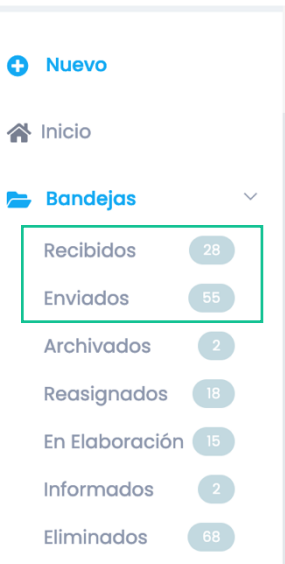 Nuevo
Inicio
Bandejas
Recibidos 28
Enviados 55
Archivados 2
Reasignados 18
En Elaboración 15
Informados 2
Eliminados 68